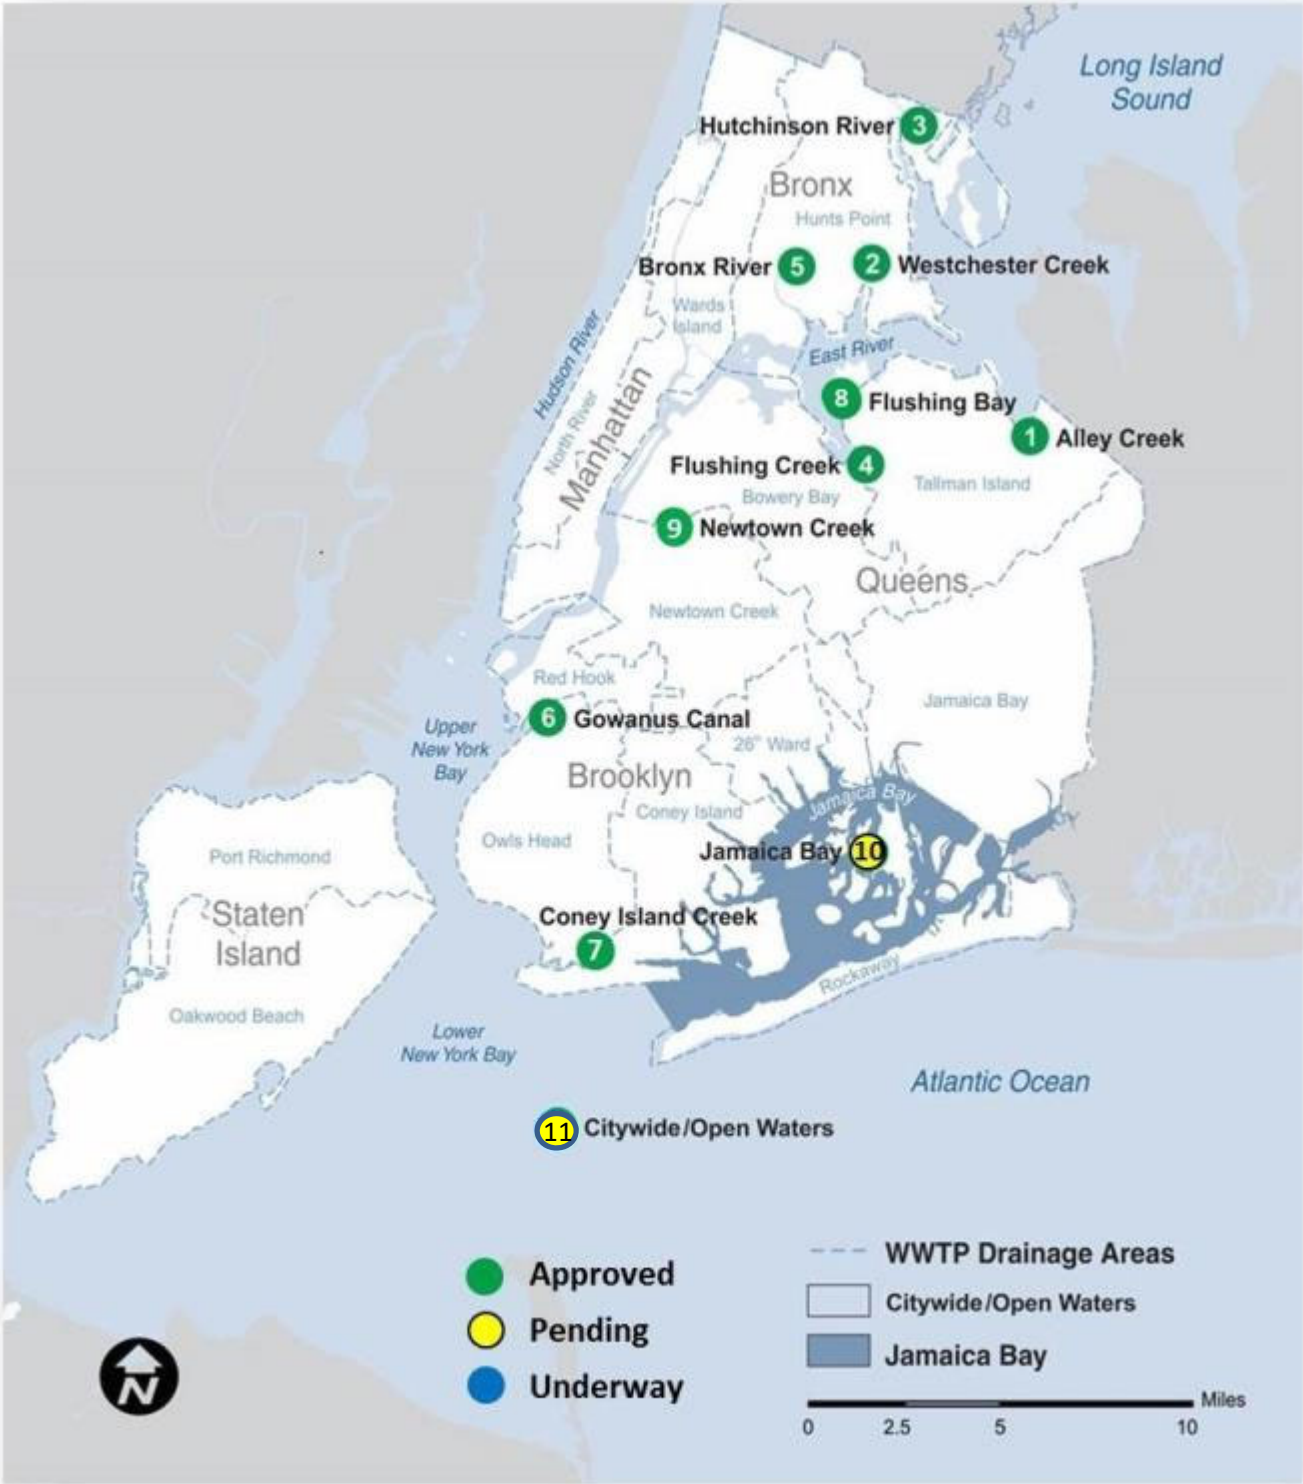 Long Island
Sound
Hutchinson River 3
Bronx
Hunts Point
Bronx River 5
2 Westchester Creek
Wards
Island
Hudson River
East River
North River
Manhattan
8 Flushing Bay
1 Alley Creek
Flushing Creek 4
Tallman Island
Bowery Bay
9 Newtown Creek
Queens
Newtown Creek
Red Hook
Jamaica Bay
6 Gowanus Canal
Upper
New York
Bay
26th Ward
Brooklyn
Jamaica Bay
Coney Island
Owls Head
Jamaica Bay 10
Port Richmond
Staten
Island
Coney Island Creek
7
Rockaway
Oakwood Beach
Lower
New York Bay
Atlantic Ocean
11 Citywide/Open Waters
Approved
Pending
Underway
WWTP Drainage Areas
Citywide/Open Waters
Jamaica Bay
Miles
0 2.5 5 10
N